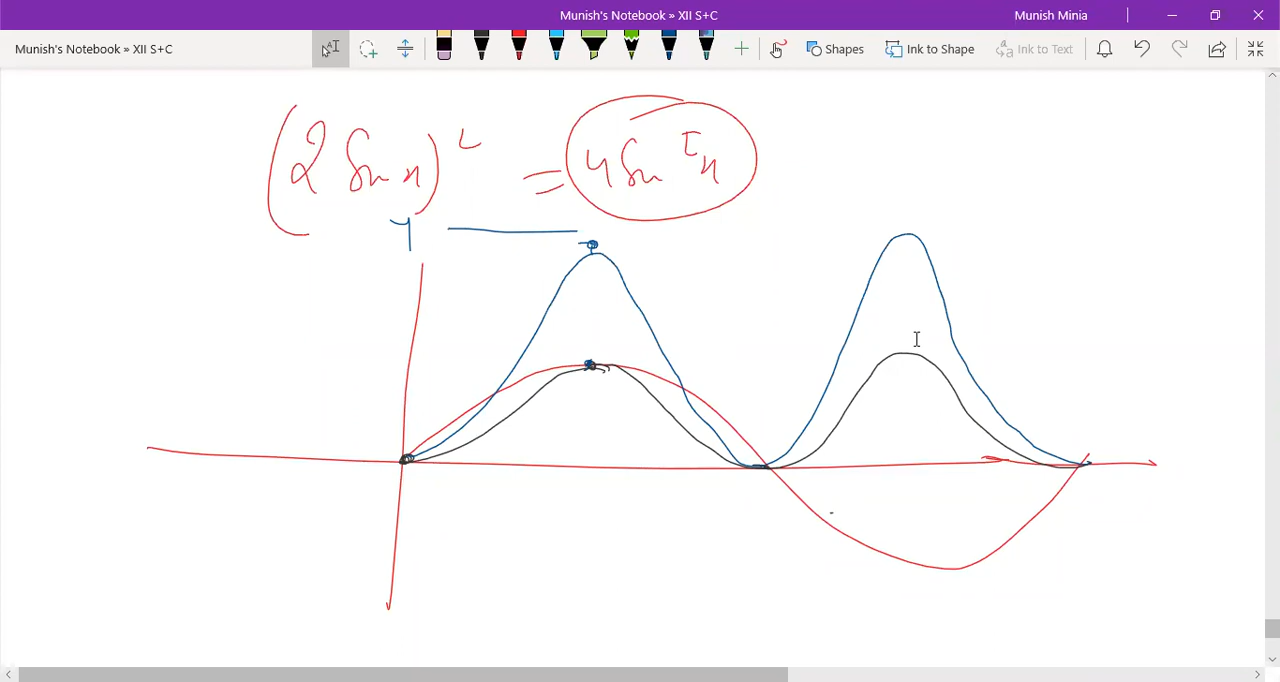 Munish's Notebook » XII S+C
Munish Minia
Munish's Notebook » XII S+C
Shapes
Ink to Shape
Ink to Text
(2 Sin x)² = 4 Sin² x
4